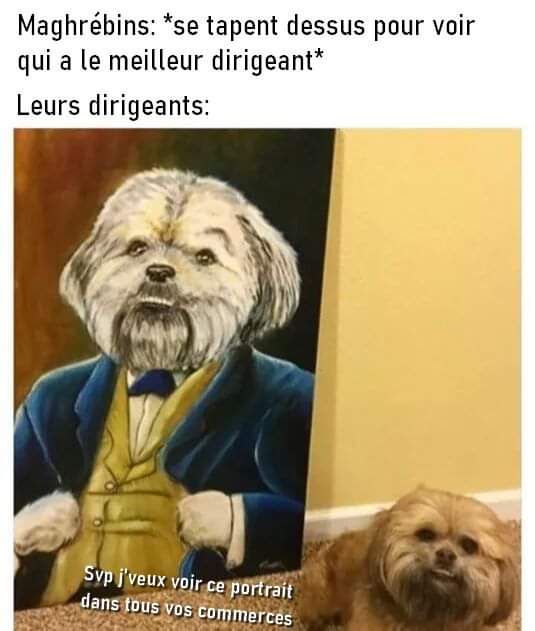 Maghrébins: *se tapent dessus pour voir
qui a le meilleur dirigeant*
Leurs dirigeants:
Svp j'veux voir ce portrait
dans tous vos commerces